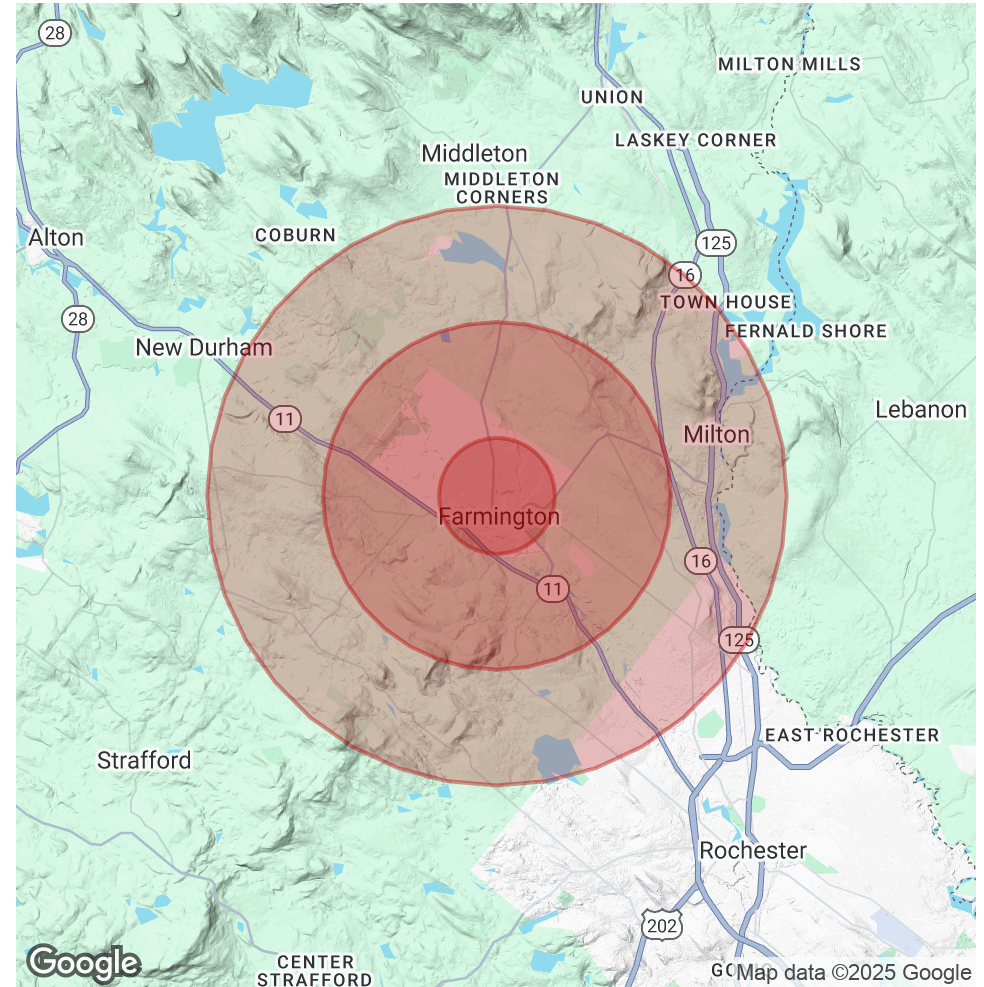 28
MILTON MILLS
UNION
LASKEY CORNER
Middleton
MIDDLETON
CORNERS
Alton
COBURN
125
16
28
TOWN HOUSE
FERNALD SHORE
New Durham
11
Lebanon
Milton
Farmington
16
11
125
EAST ROCHESTER
Strafford
Rochester
202
CENTER
STRAFFORD
Google
Map data ©2025 Google